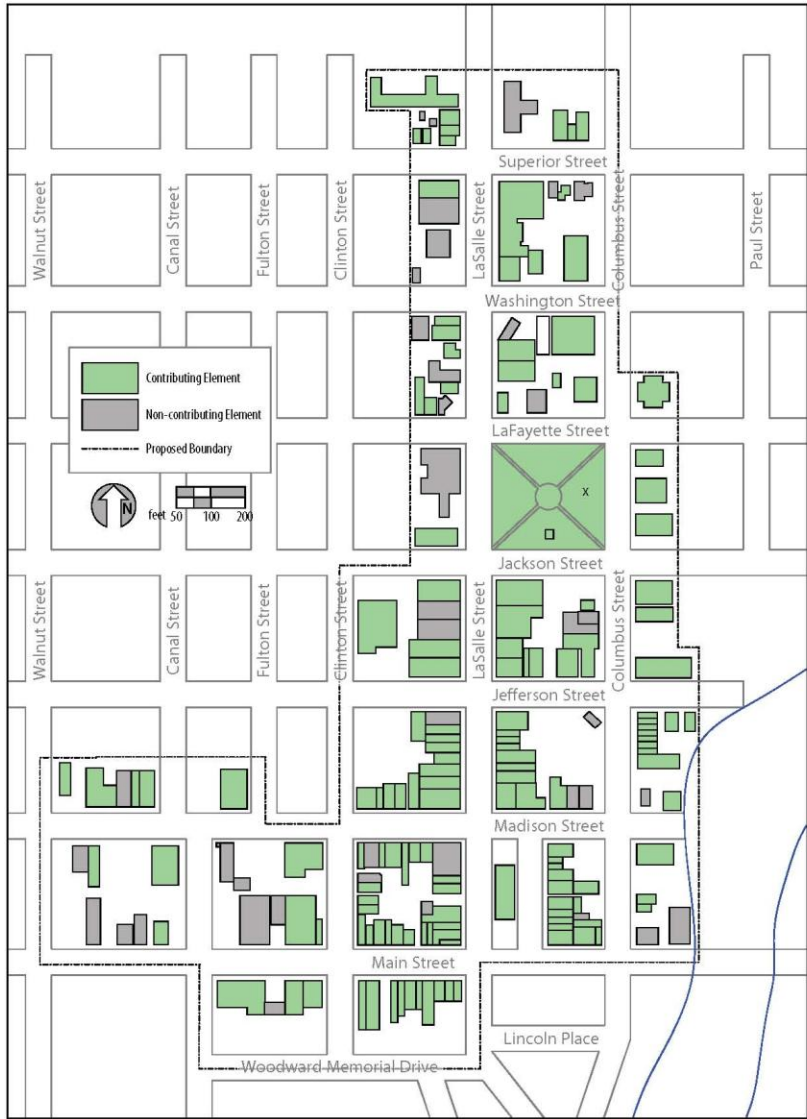 Superior Street
Walnut Street
Canal Street
Fulton Street
Clinton Street
LaSalle Street
Columbus Street
Paul Street
Washington Street
Contributing Element
Non-contributing Element
Proposed Boundary
LaFayette Street
N
feet 50 100 200
X
Jackson Street
Walnut Street
Canal Street
Fulton Street
Clinton Street
LaSalle Street
Columbus Street
Jefferson Street
Madison Street
Main Street
Lincoln Place
Woodward Memorial Drive